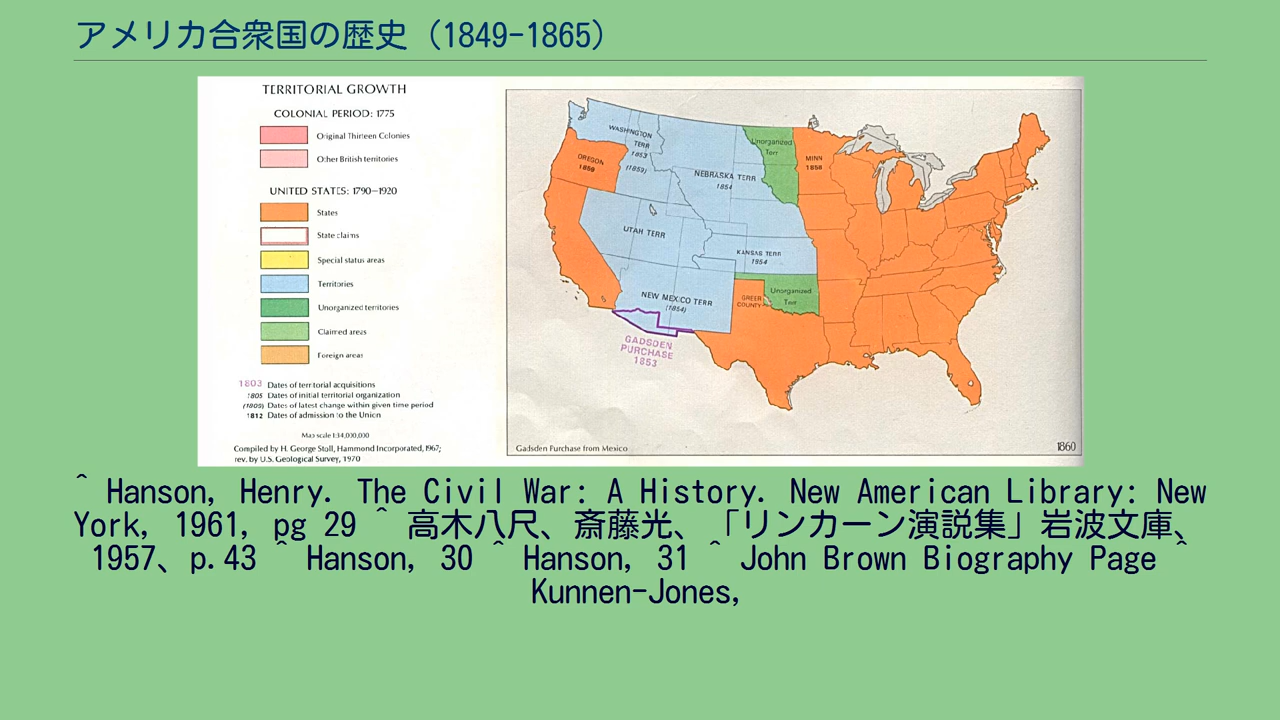 アメリカ合衆国の歴史 (1849-1865)
TERRITORIAL GROWTH
COLONIAL PERIOD: 1775
Original Thirteen Colonies
Other British territories
UNITED STATES: 1790–1920
States
State claims
Special status areas
Territories
Unorganized territories
Claimed areas
Foreign areas
1803 Dates of territorial acquisitions
1805 Dates of initial territorial organization
(1809) Dates of latest change within given time period
1812 Dates of admission to the Union
Map scale 1:34,000,000
Compiled by H. George Stoll, Hammond Incorporated, 1967;
rev. by U.S. Geological Survey, 1970
WASHINGTON
TERR
1853
(1859)
OREGON
1859
NEBRASKA TERR
1854
Unorganized
Terr
MINN
1858
UTAH TERR
KANSAS TERR
1854
NEW MEXICO TERR
(1854)
GREER
COUNTY
Unorganized
Terr
GADSDEN
PURCHASE
1853
Gadsden Purchase from Mexico
1860
^ Hanson, Henry. The Civil War: A History. New American Library: New
York, 1961, pg 29 ^ 高木八尺、斎藤光、「リンカーン演説集」岩波文庫、
1957、p.43 ^ Hanson, 30 ^ Hanson, 31 ^ John Brown Biography Page ^
Kunnen-Jones,